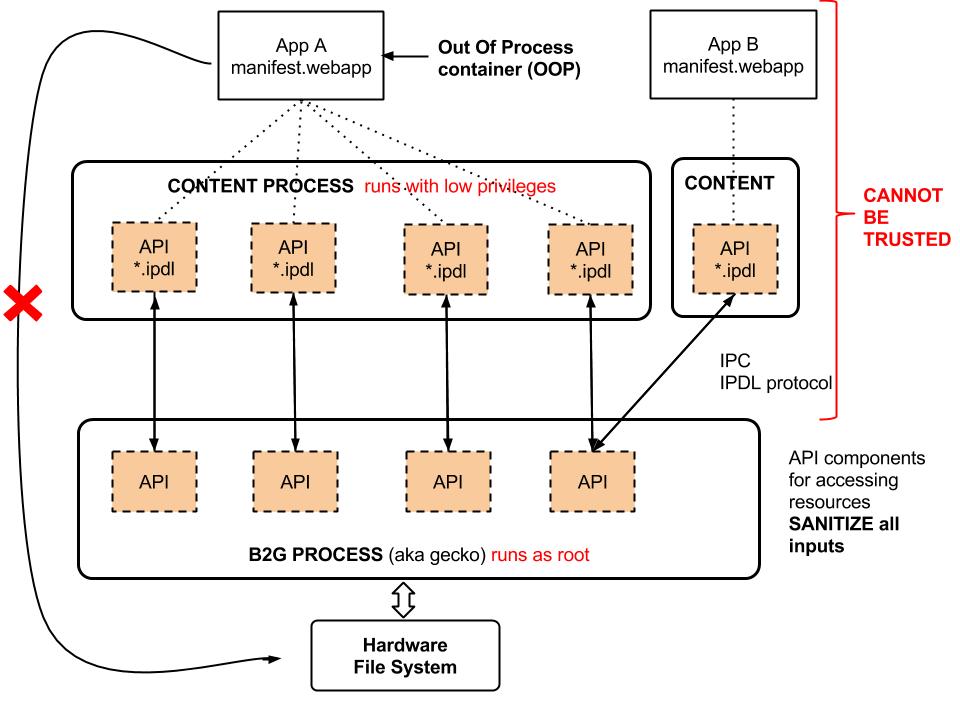 App A
manifest.webapp
Out Of Process
container (OOP)
App B
manifest.webapp
CONTENT PROCESS runs with low privileges
CONTENT
CANNOT
BE
TRUSTED
API
*.ipdl
API
*.ipdl
API
*.ipdl
API
*.ipdl
API
*.ipdl
IPC
IPDL protocol
API
API
API
API
API components
for accessing
resources
SANITIZE all
inputs
B2G PROCESS (aka gecko) runs as root
Hardware
File System